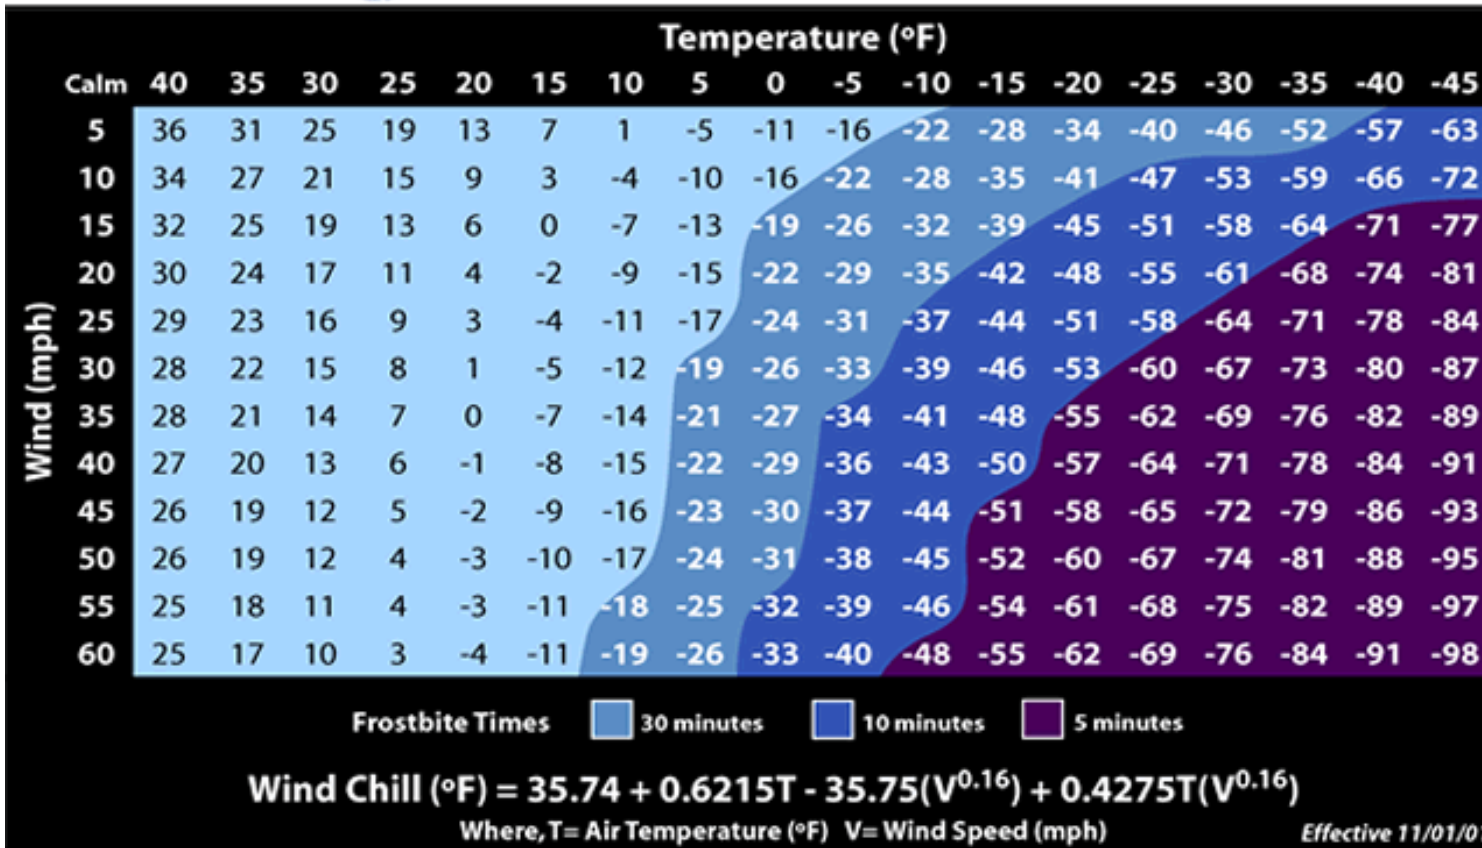 Temperature (°F)
Calm 40 35 30 25 20 15 10 5 0 -5 -10 -15 -20 -25 -30 -35 -40 -45
5 36 31 25 19 13 7 1 -5 -11 -16 -22 -28 -34 -40 -46 -52 -57 -63
10 34 27 21 15 9 3 -4 -10 -16 -22 -28 -35 -41 -47 -53 -59 -66 -72
15 32 25 19 13 6 0 -7 -13 -19 -26 -32 -39 -45 -51 -58 -64 -71 -77
20 30 24 17 11 4 -2 -9 -15 -22 -29 -35 -42 -48 -55 -61 -68 -74 -81
25 29 23 16 9 3 -4 -11 -17 -24 -31 -37 -44 -51 -58 -64 -71 -78 -84
30 28 22 15 8 1 -5 -12 -19 -26 -33 -39 -46 -53 -60 -67 -73 -80 -87
35 28 21 14 7 0 -7 -14 -21 -27 -34 -41 -48 -55 -62 -69 -76 -82 -89
40 27 20 13 6 -1 -8 -15 -22 -29 -36 -43 -50 -57 -64 -71 -78 -84 -91
45 26 19 12 5 -2 -9 -16 -23 -30 -37 -44 -51 -58 -65 -72 -79 -86 -93
50 26 19 12 4 -3 -10 -17 -24 -31 -38 -45 -52 -60 -67 -74 -81 -88 -95
55 25 18 11 4 -3 -11 -18 -25 -32 -39 -46 -54 -61 -68 -75 -82 -89 -97
60 25 17 10 3 -4 -11 -19 -26 -33 -40 -48 -55 -62 -69 -76 -84 -91 -98
Wind (mph)
Frostbite Times 30 minutes 10 minutes 5 minutes
Wind Chill (°F) = 35.74 + 0.6215T - 35.75(V^0.16) + 0.4275T(V^0.16)
Where, T= Air Temperature (°F) V= Wind Speed (mph)
Effective 11/01/0